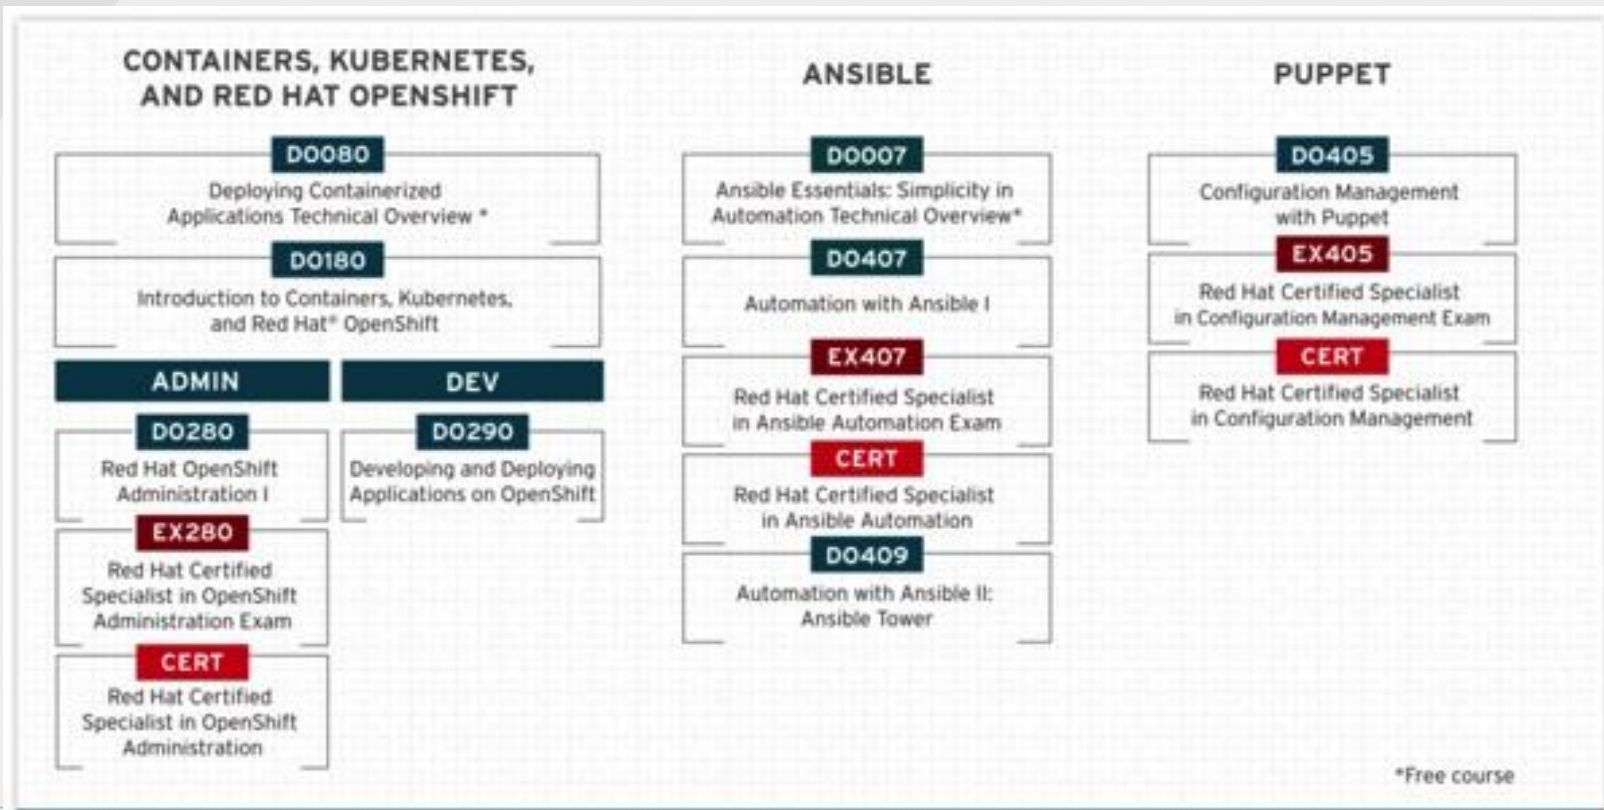 CONTAINERS, KUBERNETES,
AND RED HAT OPENSHIFT
DO080
Deploying Containerized
Applications Technical Overview *
DO180
Introduction to Containers, Kubernetes,
and Red Hat® OpenShift
ADMIN
DO280
Red Hat OpenShift
Administration I
EX280
Red Hat Certified
Specialist in OpenShift
Administration Exam
CERT
Red Hat Certified
Specialist in OpenShift
Administration
DEV
DO290
Developing and Deploying
Applications on OpenShift
ANSIBLE
DO007
Ansible Essentials: Simplicity in
Automation Technical Overview*
DO407
Automation with Ansible I
EX407
Red Hat Certified Specialist
in Ansible Automation Exam
CERT
Red Hat Certified Specialist
in Ansible Automation
DO409
Automation with Ansible II:
Ansible Tower
PUPPET
DO405
Configuration Management
with Puppet
EX405
Red Hat Certified Specialist
in Configuration Management Exam
CERT
Red Hat Certified Specialist
in Configuration Management
*Free course